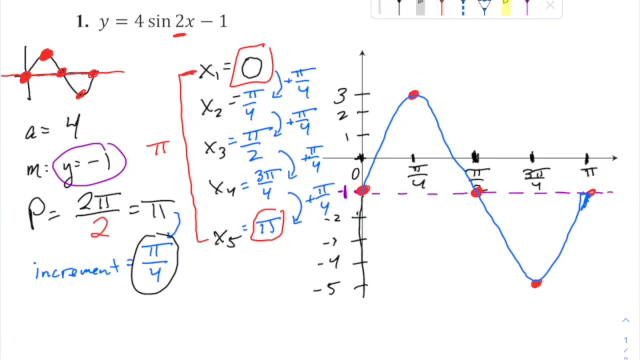 1. y = 4 sin 2x − 1
a = 4
m: y = −1
P = 2π/2 = π
increment = π/4
π
x₁ = 0
+π/4
x₂ = π/4
+π/4
x₃ = π/2
+π/4
x₄ = 3π/4
+π/4
x₅ = π
3
2
1
0
-1
-2
-3
-4
-5
π/4
π/2
3π/4
π